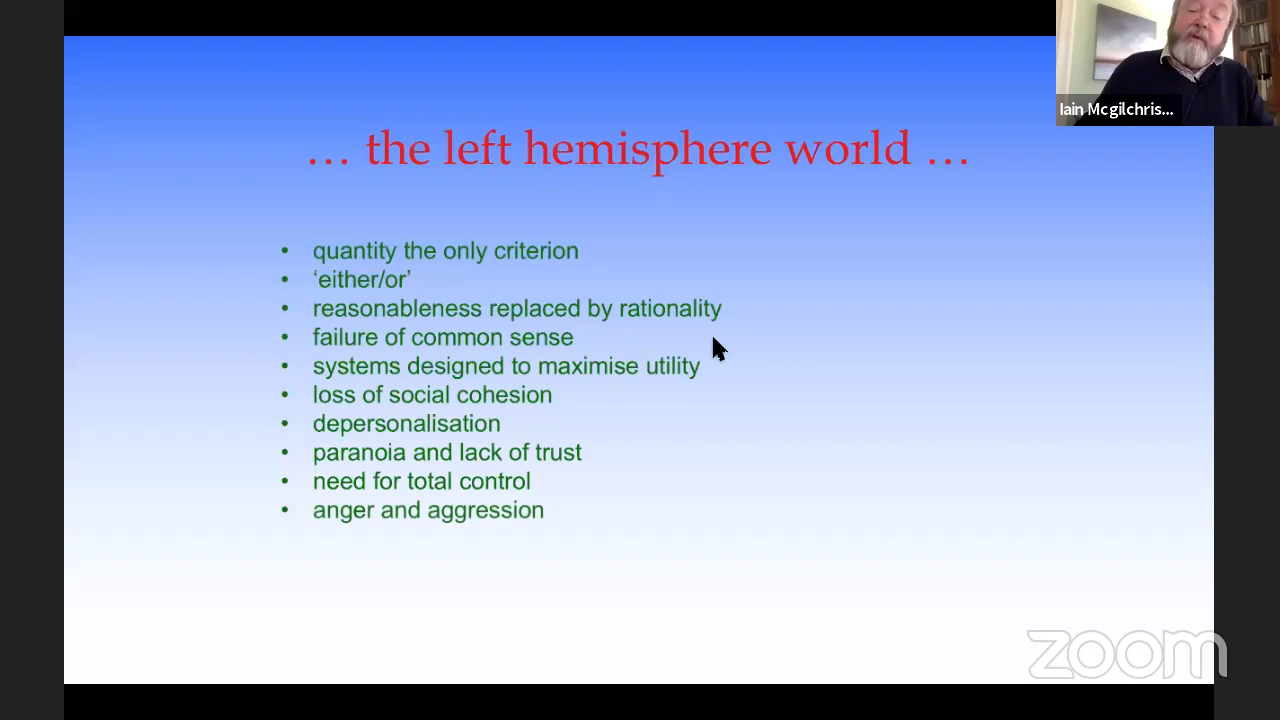 Iain Mcgilchris...
... the left hemisphere world ...
• quantity the only criterion
• ‘either/or’
• reasonableness replaced by rationality
• failure of common sense
• systems designed to maximise utility
• loss of social cohesion
• depersonalisation
• paranoia and lack of trust
• need for total control
• anger and aggression
zoom